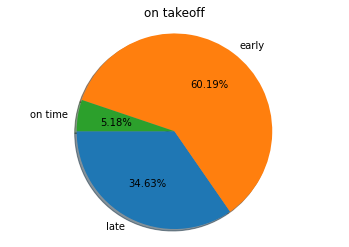 on takeoff
early
60.19%
on time
5.18%
34.63%
late